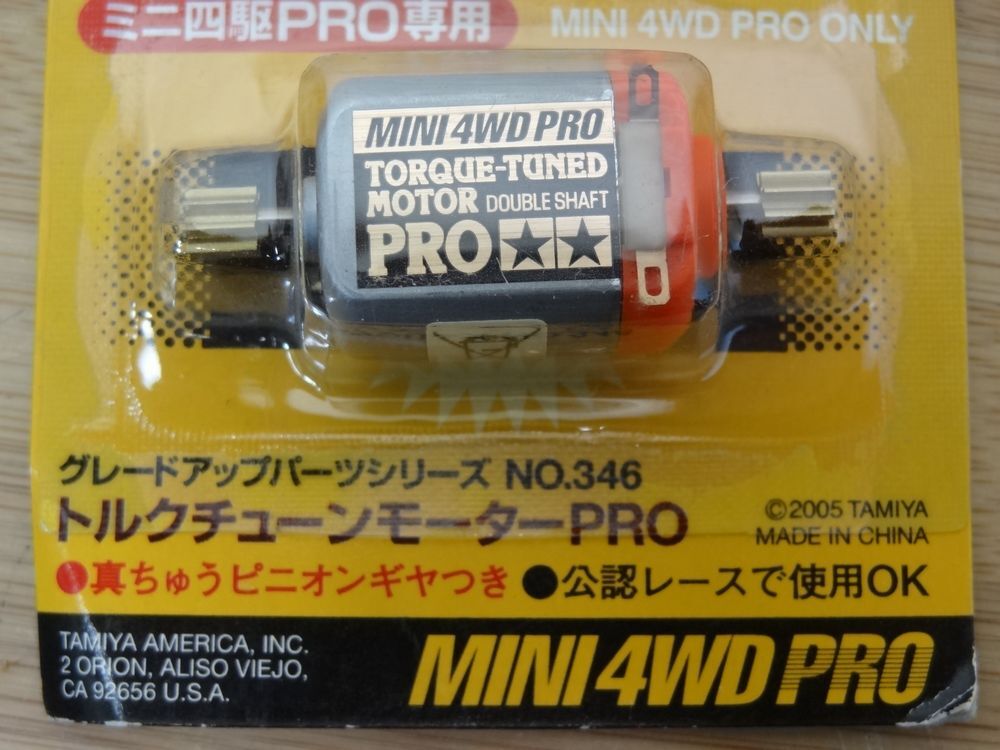 ミニ四駆PRO専用
MINI 4WD PRO ONLY
MINI 4WD PRO
TORQUE-TUNED
MOTOR DOUBLE SHAFT
PRO
グレードアップパーツシリーズ NO.346
トルクチューンモーターPRO
©2005 TAMIYA
MADE IN CHINA
●真ちゅうピニオンギヤつき ●公認レースで使用OK
TAMIYA AMERICA, INC.
2 ORION, ALISO VIEJO,
CA 92656 U.S.A.
MINI 4WD PRO